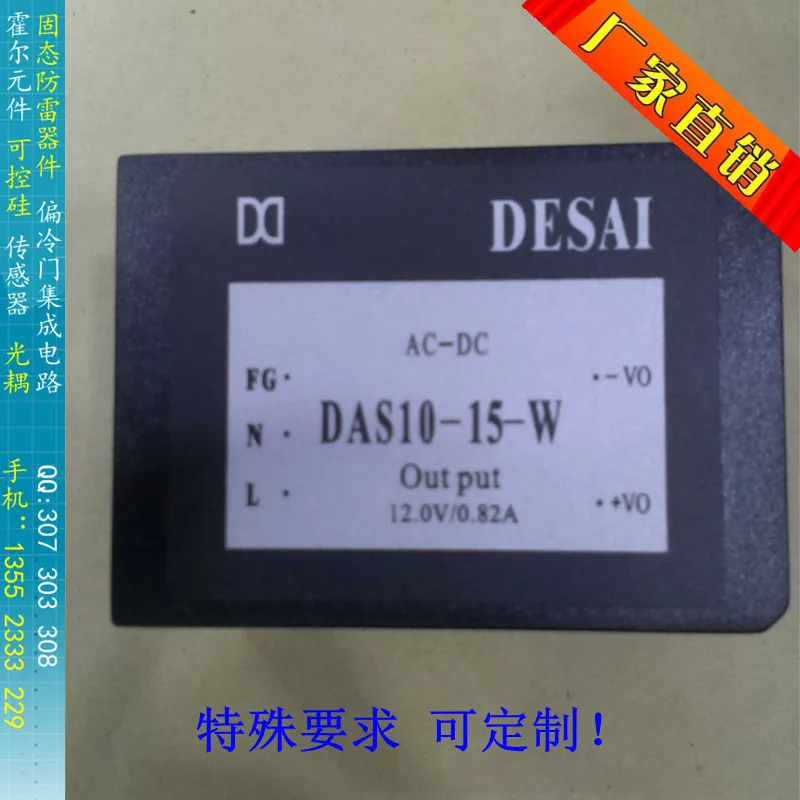 固态防雷器件 偏冷门集成电路 QQ:307 303 308
霍尔元件 可控硅 传感器 光耦 手机：1355 2333 229
厂家直销
DESAI
AC-DC
FG
-VO
DAS10-15-W
N
Output
L
12.0V/0.82A
+VO
特殊要求 可定制！